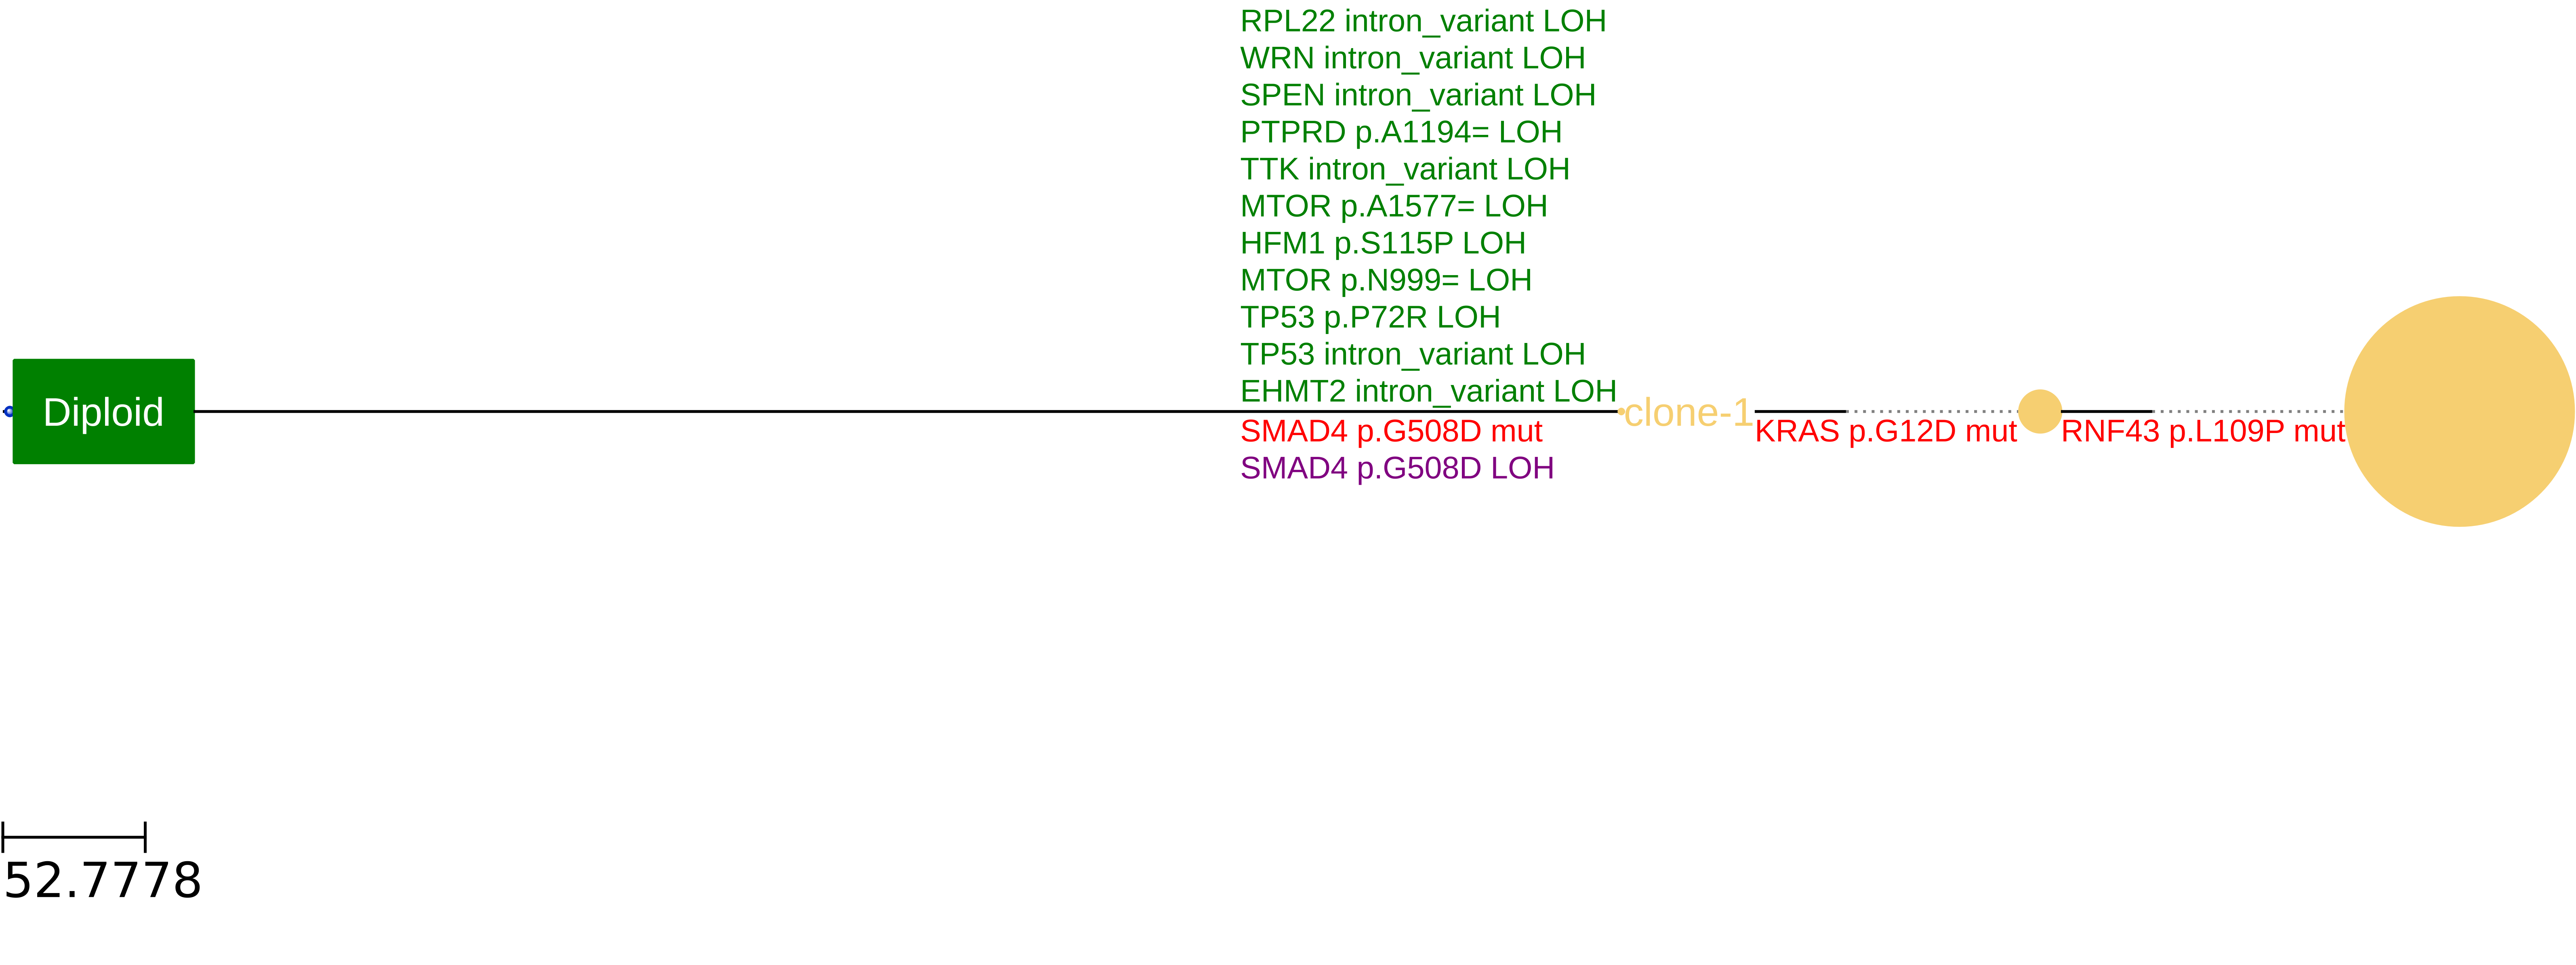 RPL22 intron_variant LOH
WRN intron_variant LOH
SPEN intron_variant LOH
PTPRD p.A1194= LOH
TTK intron_variant LOH
MTOR p.A1577= LOH
HFM1 p.S115P LOH
MTOR p.N999= LOH
TP53 p.P72R LOH
TP53 intron_variant LOH
EHMT2 intron_variant LOH
Diploid
clone-1
SMAD4 p.G508D mut
KRAS p.G12D mut
RNF43 p.L109P mut
SMAD4 p.G508D LOH
52.7778